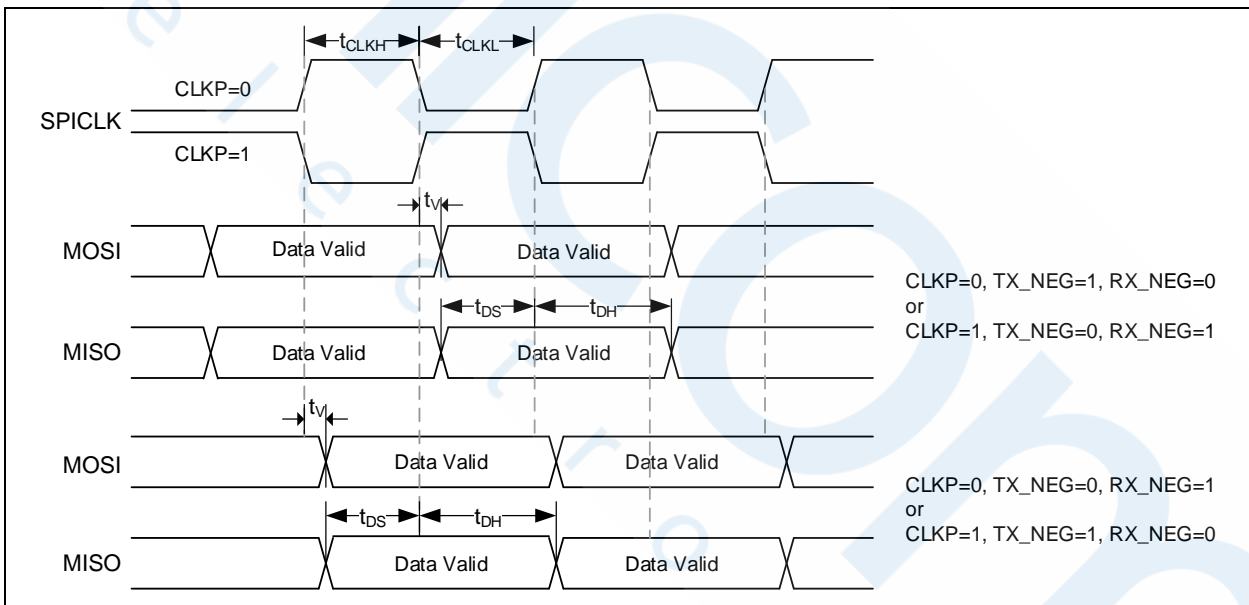 tCLKH tCLKL
CLKP=0
SPICLK
CLKP=1
tV
MOSI Data Valid Data Valid
CLKP=0, TX_NEG=1, RX_NEG=0
or
CLKP=1, TX_NEG=0, RX_NEG=1
tDS tDH
MISO Data Valid Data Valid
tV
MOSI Data Valid Data Valid
CLKP=0, TX_NEG=0, RX_NEG=1
or
CLKP=1, TX_NEG=1, RX_NEG=0
tDS tDH
MISO Data Valid Data Valid